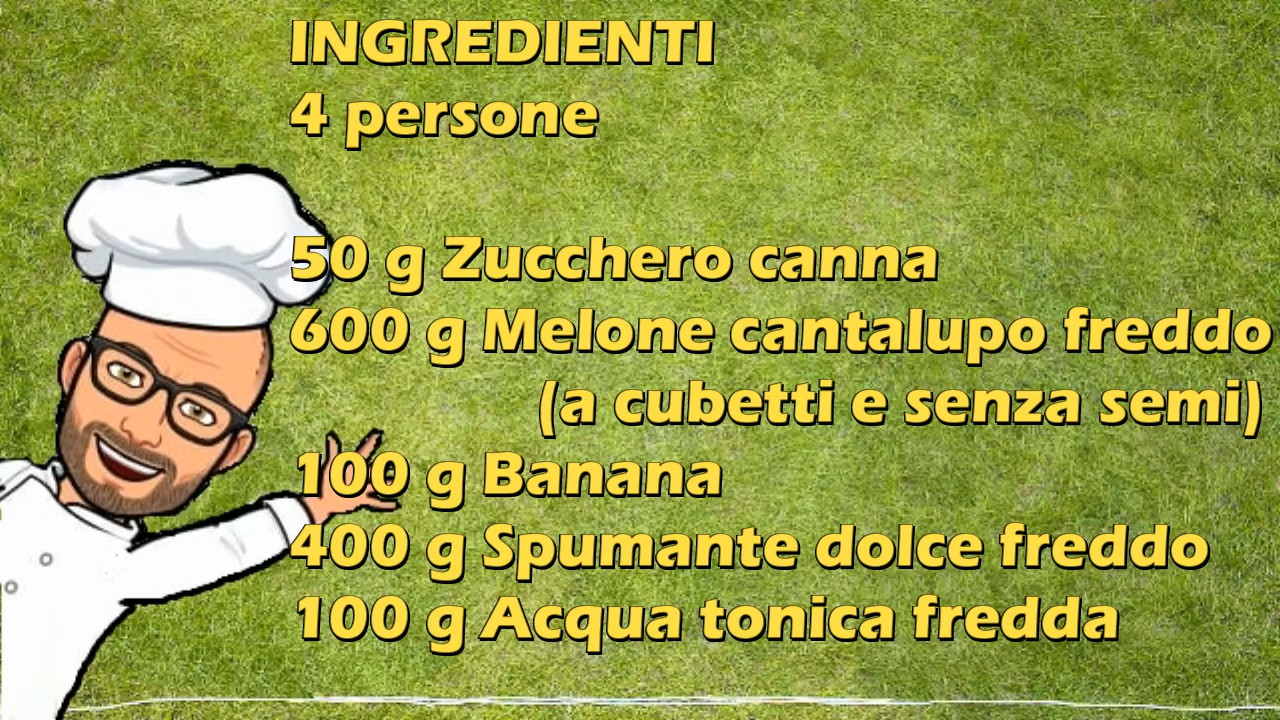 INGREDIENTI
4 persone
50 g Zucchero canna
600 g Melone cantalupo freddo
(a cubetti e senza semi)
100 g Banana
400 g Spumante dolce freddo
100 g Acqua tonica fredda